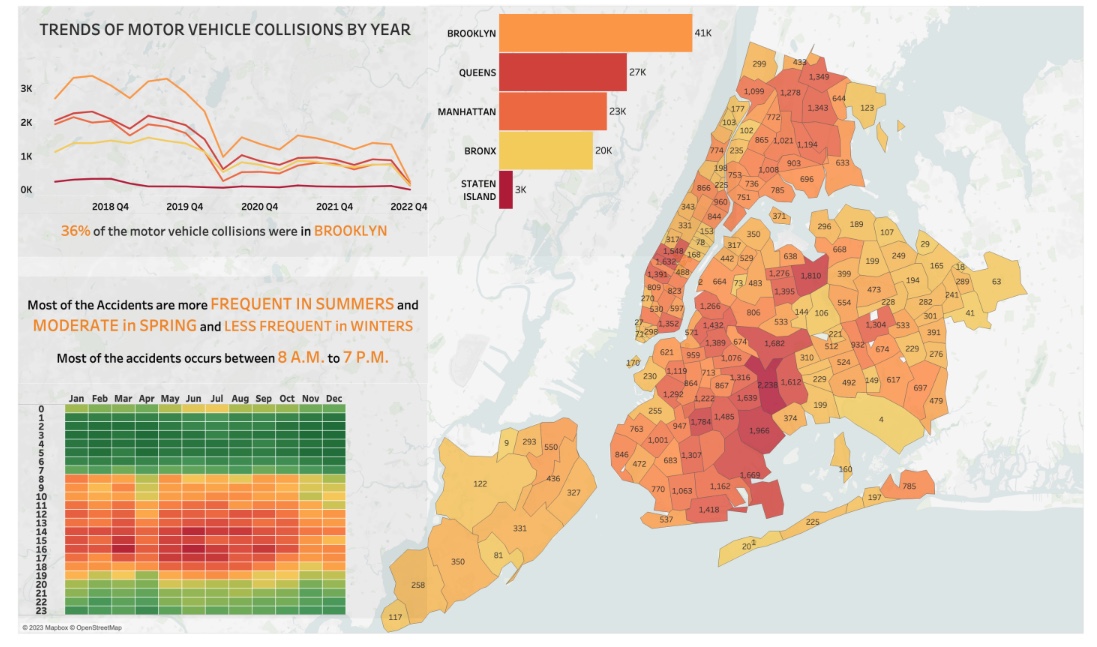 TRENDS OF MOTOR VEHICLE COLLISIONS BY YEAR
3K
2K
1K
0K
2018 Q4
2019 Q4
2020 Q4
2021 Q4
2022 Q4
36% of the motor vehicle collisions were in BROOKLYN
BROOKLYN
41K
QUEENS
27K
MANHATTAN
23K
BRONX
20K
STATEN
ISLAND
3K
Most of the Accidents are more FREQUENT IN SUMMERS and
MODERATE in SPRING and LESS FREQUENT in WINTERS
Most of the accidents occurs between 8 A.M. to 7 P.M.
Jan Feb Mar Apr May Jun Jul Aug Sep Oct Nov Dec
0
1
2
3
4
5
6
7
8
9
10
11
12
13
14
15
16
17
18
19
20
21
22
23
299 433
1,349
1,099 1,278
644
177 1,343 123
103 102 772
774 235 865 1,021 1,194
198 753 1,008 903 633
866 225 736 696
960 751 785
343 844 371
331 153 350 296 189 107
317 78 317 29
1,548 168 442 529 638 668 199 249 165 18
1,632
1,391 488 664 73 483 1,276 1,810 399 194 289 63
809 823 1,395 473 241
270 554 228 282 41
530 597 1,266 806 144 106 301
27 1,352 1,432 533 1,304 533 391
71 298 571 221
1,389 674 1,682 512 932 674 229 276
170 621 959 1,076 310 524
230 1,119 713 1,316 2,238 1,612 229 492 149 617 697
864 867
1,292 1,222 1,639 199 479
255 947 1,784 1,485 374 4
763 1,001 1,966
846 472 683 1,307 160
770 1,063 1,162 1,669 785
537 1,418 197
225
20
9 293 550
122 436 327
331
350 81
258
117
© 2023 Mapbox © OpenStreetMap